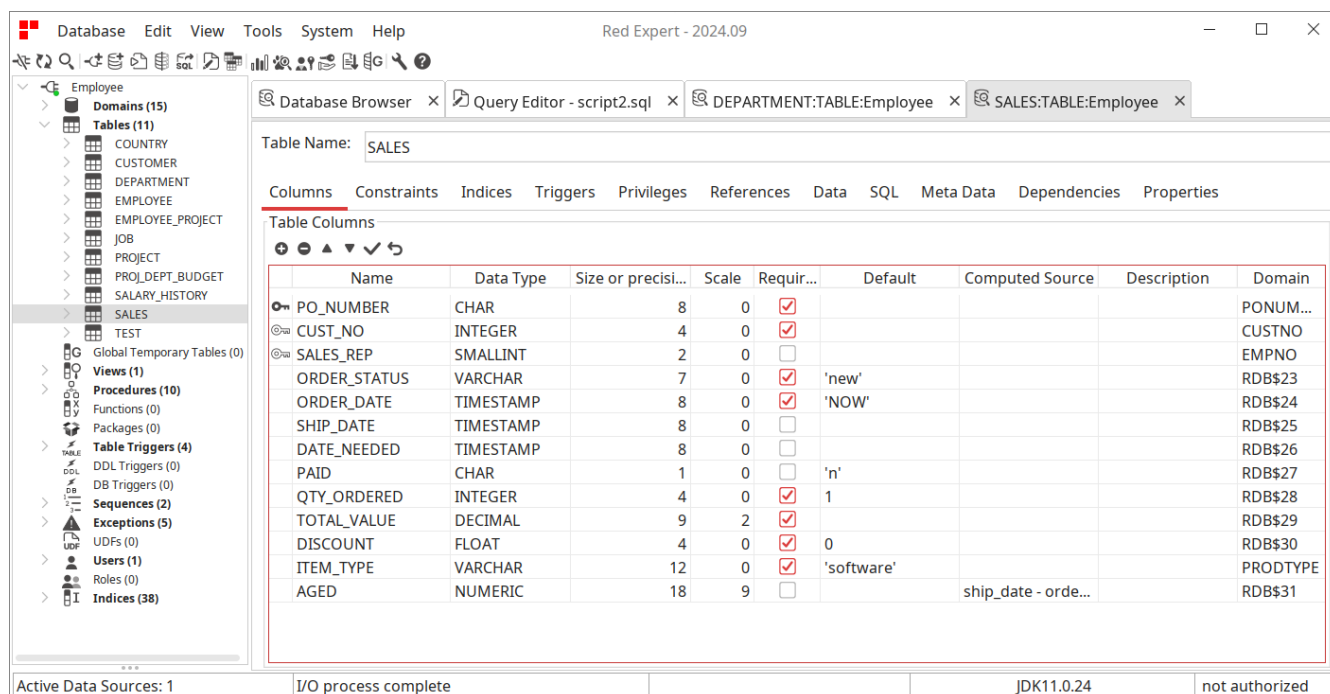 Database Edit View Tools System Help Red Expert - 2024.09
SQL G
Employee
Domains (15)
Tables (11)
COUNTRY
CUSTOMER
DEPARTMENT
EMPLOYEE
EMPLOYEE_PROJECT
JOB
PROJECT
PROJ_DEPT_BUDGET
SALARY_HISTORY
SALES
TEST
G Global Temporary Tables (0)
Views (1)
Procedures (10)
Functions (0)
Packages (0)
TABLE Table Triggers (4)
DDL DDL Triggers (0)
DB DB Triggers (0)
Sequences (2)
Exceptions (5)
UDF UDFs (0)
Users (1)
Roles (0)
Indices (38)
Database Browser × Query Editor - script2.sql × DEPARTMENT:TABLE:Employee × SALES:TABLE:Employee ×
Table Name: SALES
Columns Constraints Indices Triggers Privileges References Data SQL Meta Data Dependencies Properties
Table Columns
Name Data Type Size or precisi... Scale Requir... Default Computed Source Description Domain
PO_NUMBER CHAR 8 0 PONUM...
CUST_NO INTEGER 4 0 CUSTNO
SALES_REP SMALLINT 2 0 EMPNO
ORDER_STATUS VARCHAR 7 0 'new' RDB$23
ORDER_DATE TIMESTAMP 8 0 'NOW' RDB$24
SHIP_DATE TIMESTAMP 8 0 RDB$25
DATE_NEEDED TIMESTAMP 8 0 RDB$26
PAID CHAR 1 0 'n' RDB$27
QTY_ORDERED INTEGER 4 0 1 RDB$28
TOTAL_VALUE DECIMAL 9 2 RDB$29
DISCOUNT FLOAT 4 0 0 RDB$30
ITEM_TYPE VARCHAR 12 0 'software' PRODTYPE
AGED NUMERIC 18 9 ship_date - orde... RDB$31
Active Data Sources: 1 I/O process complete JDK11.0.24 not authorized